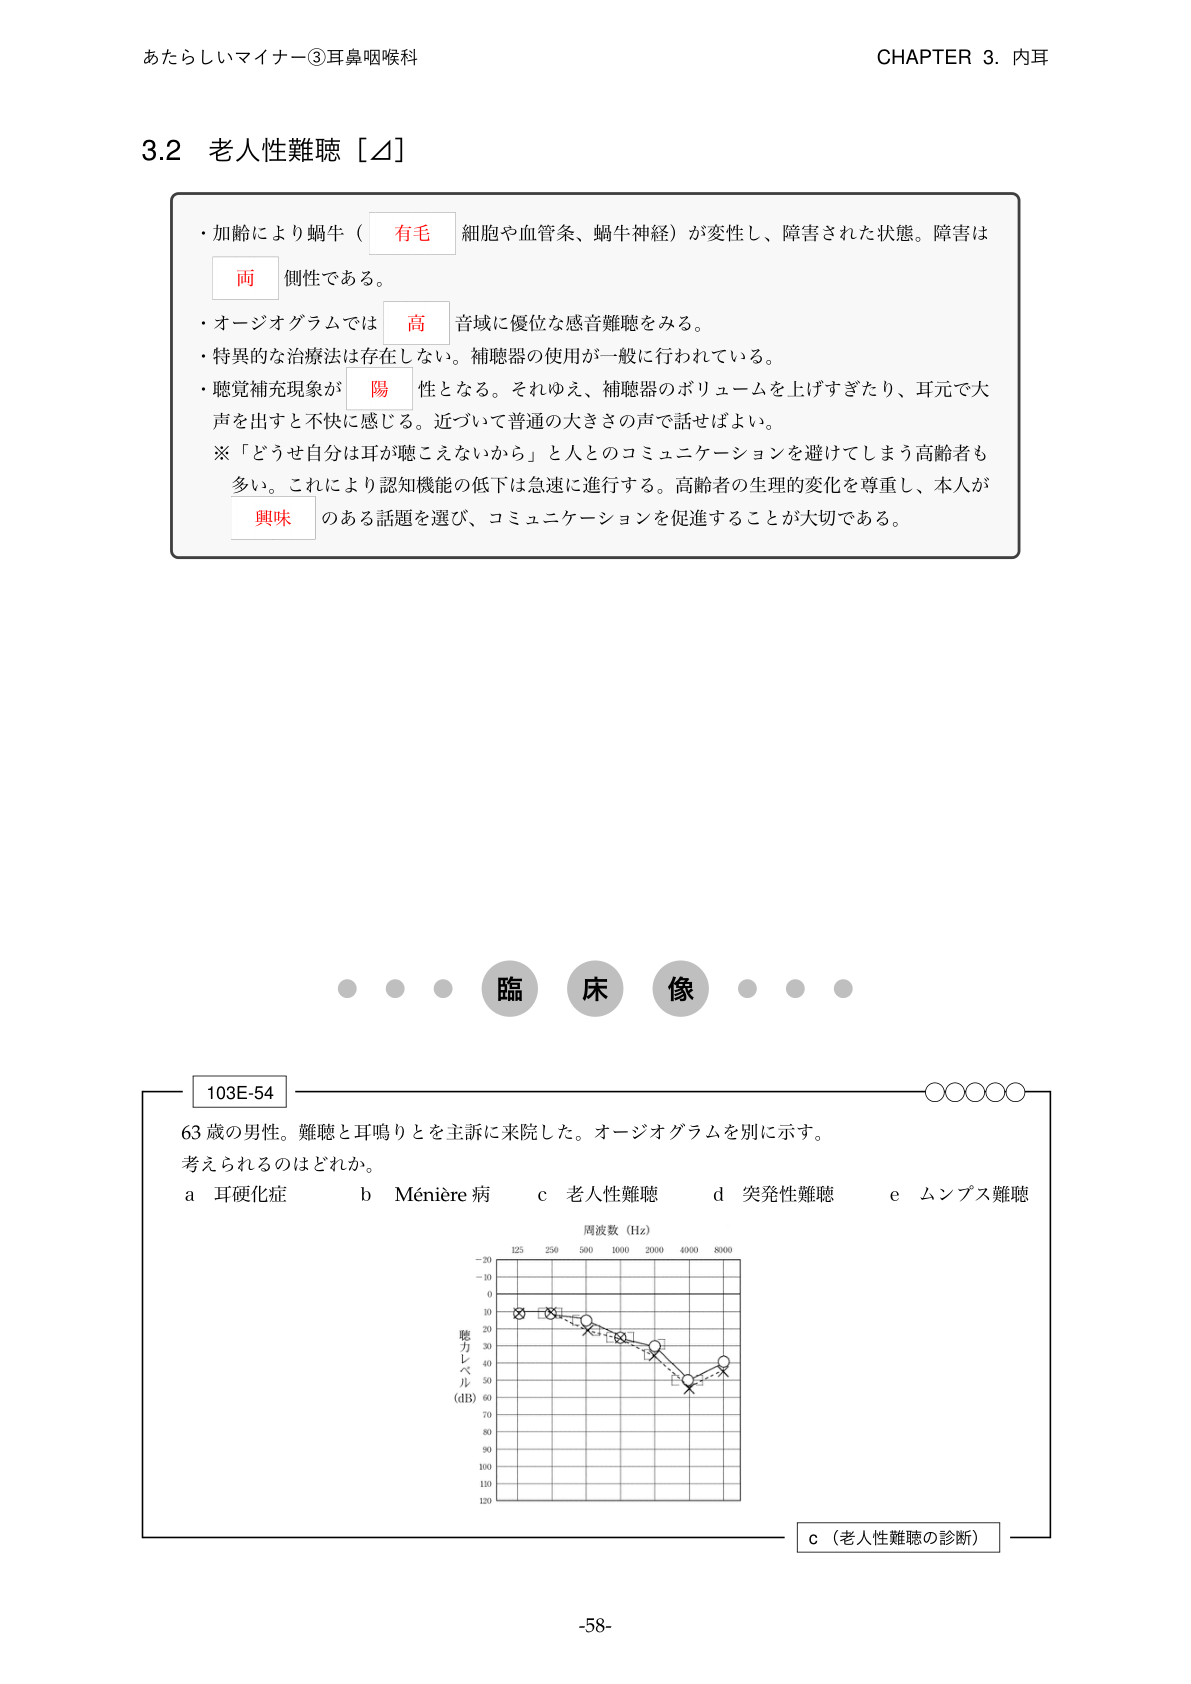 あたらしいマイナー③耳鼻咽喉科
CHAPTER 3. 内耳
3.2 老人性難聴［⊿］
・加齢により蝸牛（ 有毛 細胞や血管条、蝸牛神経）が変性し、障害された状態。障害は
両 側性である。
・オージオグラムでは 高 音域に優位な感音難聴をみる。
・特異的な治療法は存在しない。補聴器の使用が一般に行われている。
・聴覚補充現象が 陽 性となる。それゆえ、補聴器のボリュームを上げすぎたり、耳元で大
声を出すと不快に感じる。近づいて普通の大きさの声で話せばよい。
※「どうせ自分は耳が聴こえないから」と人とのコミュニケーションを避けてしまう高齢者も
多い。これにより認知機能の低下は急速に進行する。高齢者の生理的変化を尊重し、本人が
興味 のある話題を選び、コミュニケーションを促進することが大切である。
臨床像
103E-54
63 歳の男性。難聴と耳鳴りとを主訴に来院した。オージオグラムを別に示す。
考えられるのはどれか。
a 耳硬化症 b Ménière 病 c 老人性難聴 d 突発性難聴 e ムンプス難聴
周波数（Hz）
125 250 500 1000 2000 4000 8000
−20
−10
0
10
20
30
40
50
60
70
80
90
100
110
120
聴力レベル
(dB)
c （老人性難聴の診断）
-58-